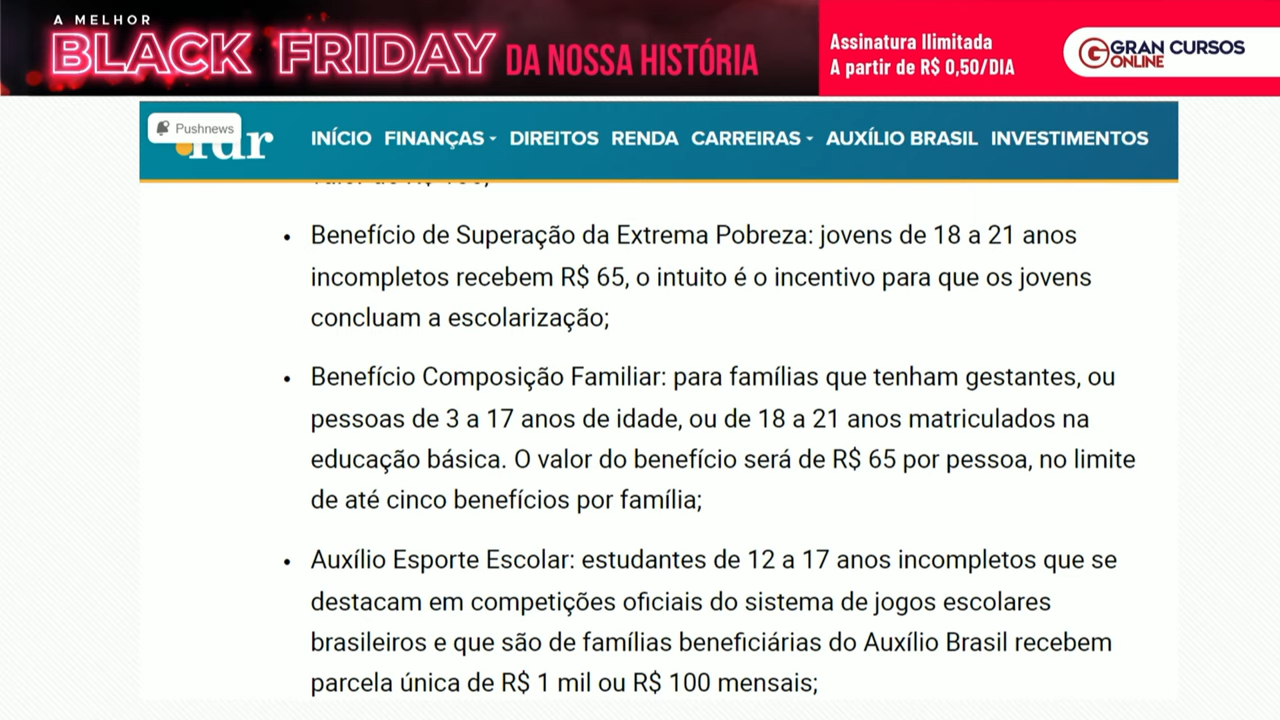 A MELHOR
BLACK FRIDAY DA NOSSA HISTÓRIA
Assinatura Ilimitada
A partir de R$ 0,50/DIA
GRAN CURSOS
ONLINE
Pushnews
INÍCIO FINANÇAS DIREITOS RENDA CARREIRAS AUXÍLIO BRASIL INVESTIMENTOS
• Benefício de Superação da Extrema Pobreza: jovens de 18 a 21 anos
incompletos recebem R$ 65, o intuito é o incentivo para que os jovens
concluam a escolarização;
• Benefício Composição Familiar: para famílias que tenham gestantes, ou
pessoas de 3 a 17 anos de idade, ou de 18 a 21 anos matriculados na
educação básica. O valor do benefício será de R$ 65 por pessoa, no limite
de até cinco benefícios por família;
• Auxílio Esporte Escolar: estudantes de 12 a 17 anos incompletos que se
destacam em competições oficiais do sistema de jogos escolares
brasileiros e que são de famílias beneficiárias do Auxílio Brasil recebem
parcela única de R$ 1 mil ou R$ 100 mensais;